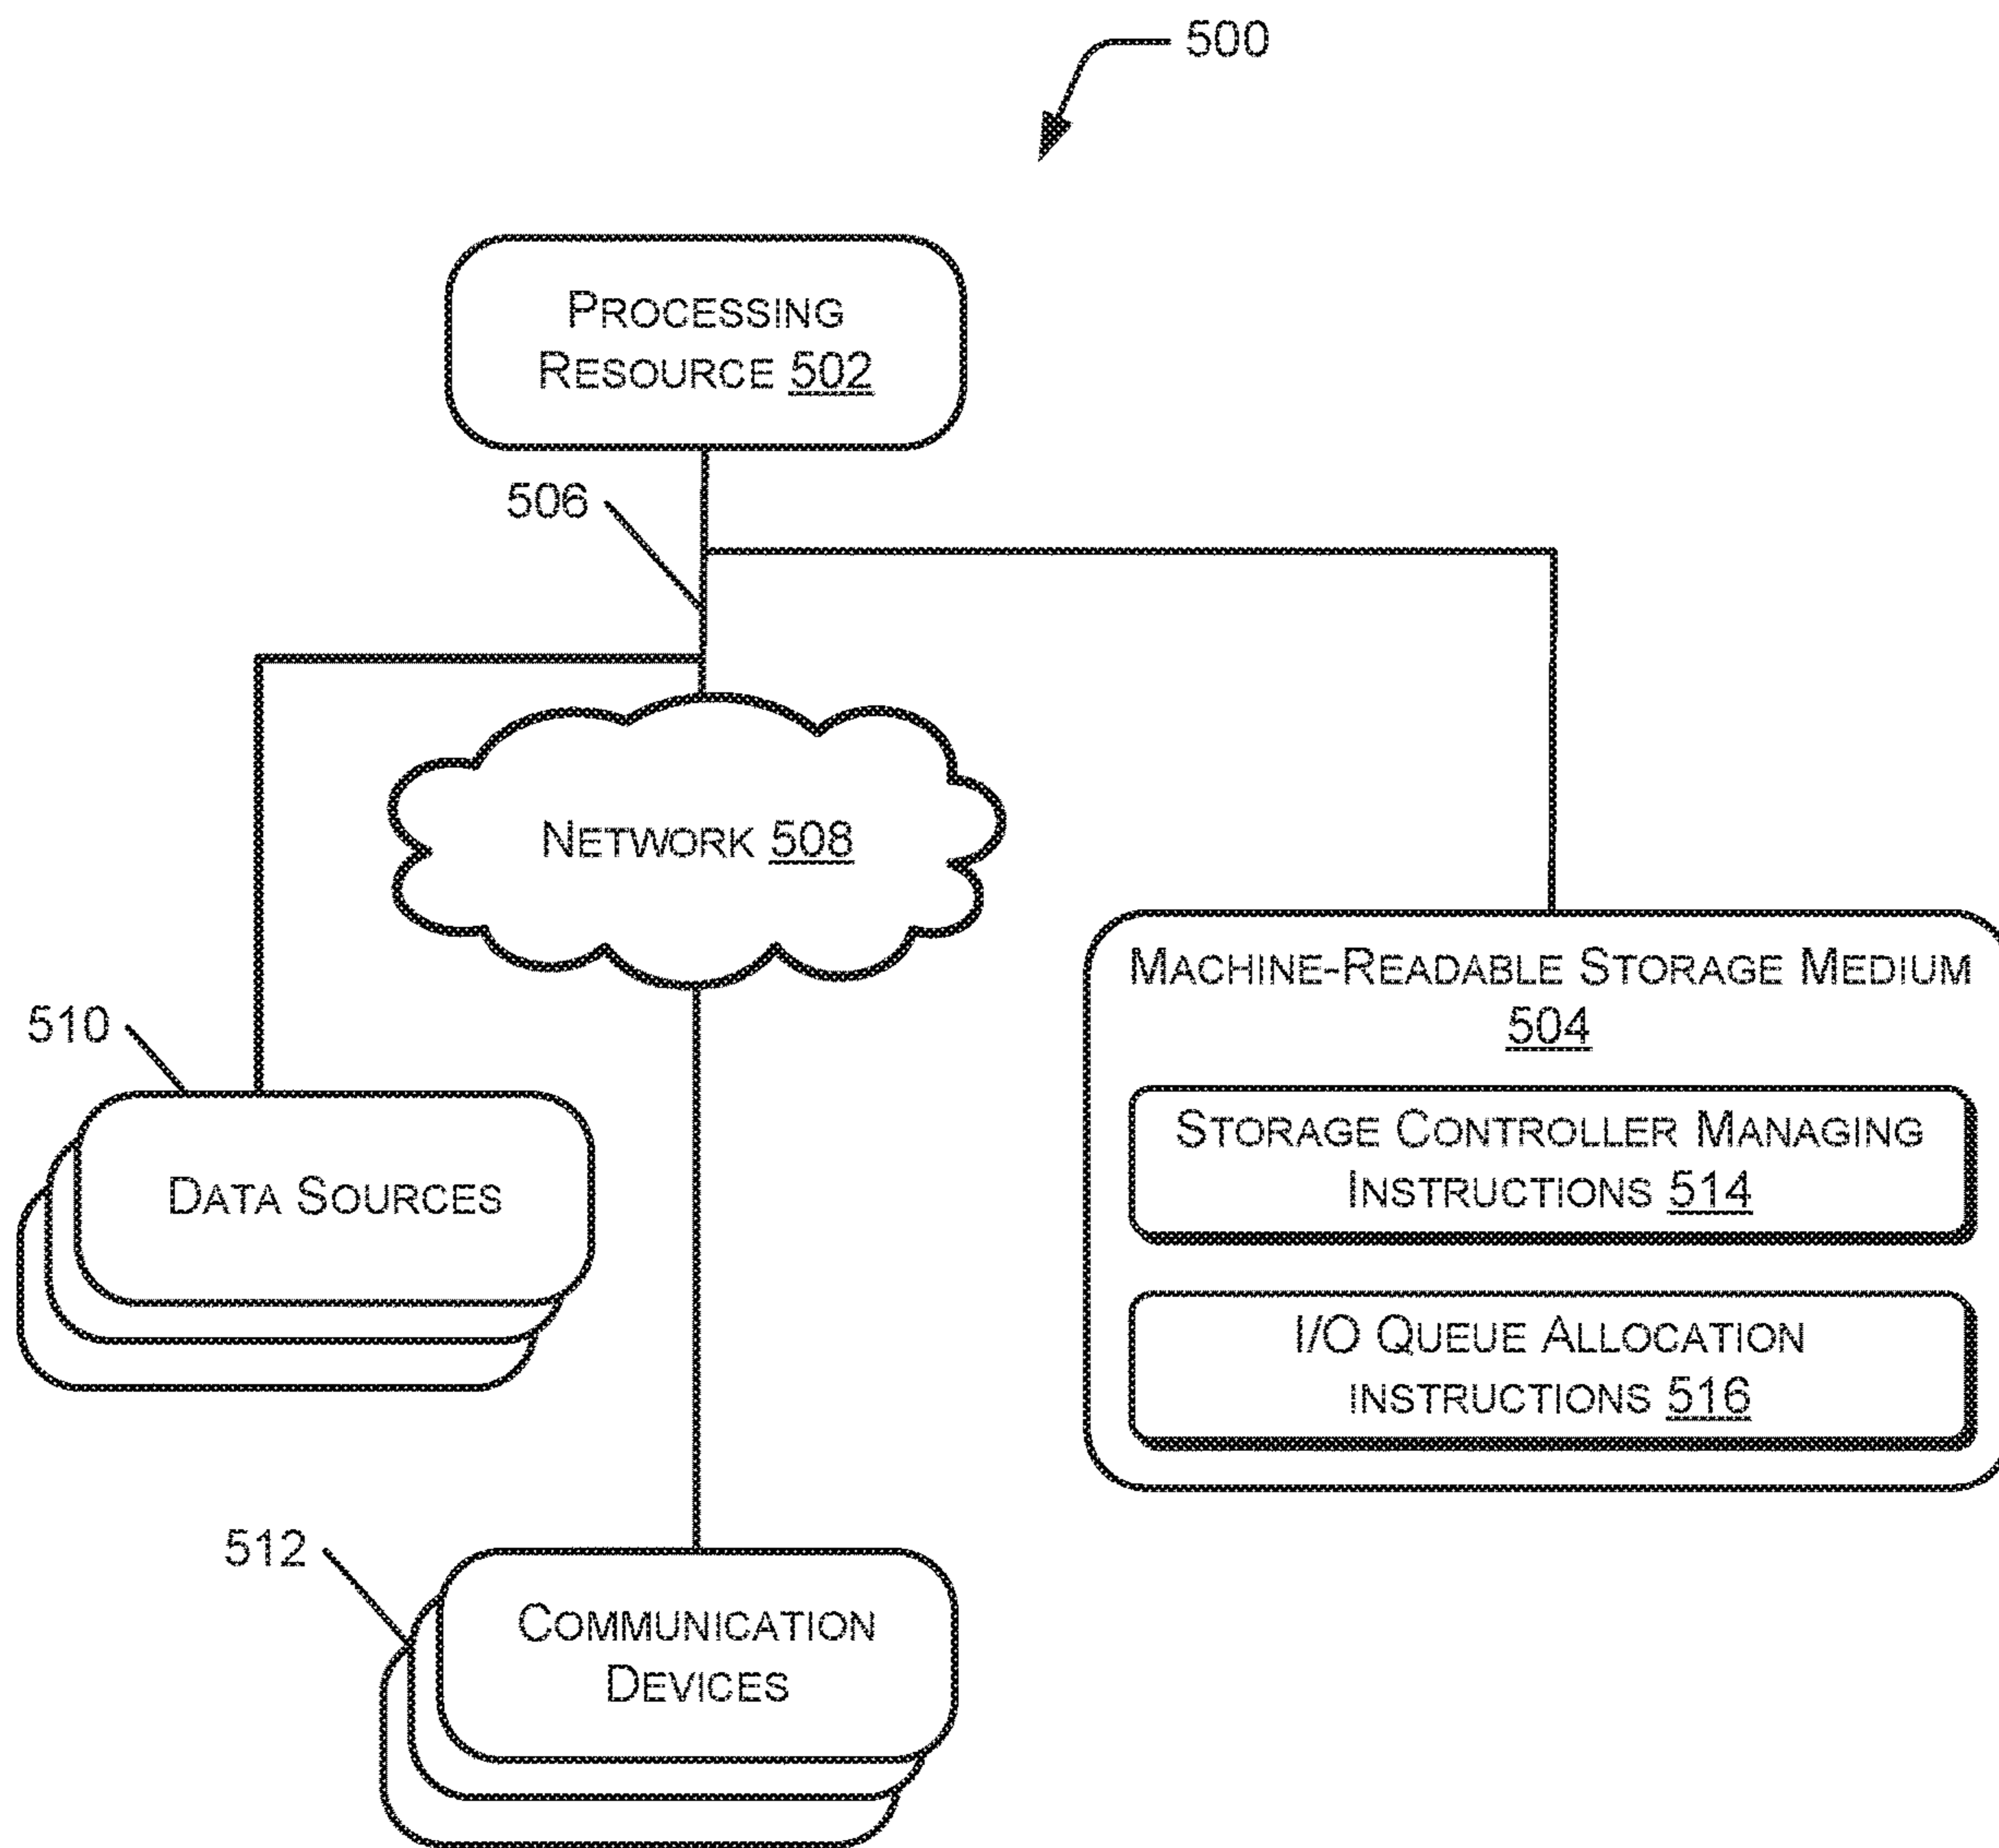 500
PROCESSING
RESOURCE 502
506
NETWORK 508
MACHINE-READABLE STORAGE MEDIUM
504
510
STORAGE CONTROLLER MANAGING
INSTRUCTIONS 514
DATA SOURCES
I/O QUEUE ALLOCATION
INSTRUCTIONS 516
512
COMMUNICATION
DEVICES